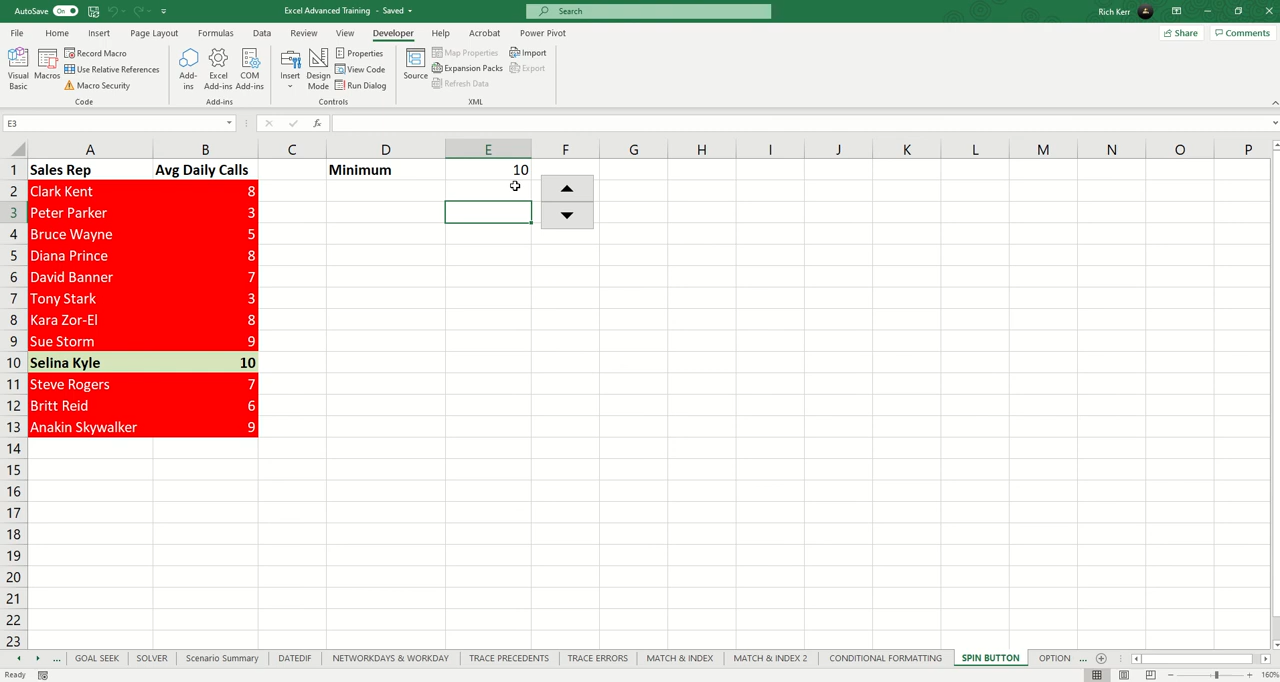 AutoSave On Excel Advanced Training - Saved Search Rich Kerr
File Home Insert Page Layout Formulas Data Review View Developer Help Acrobat Power Pivot Share Comments
Visual Basic
Macros
Record Macro
Use Relative References
Macro Security
Code
Add-ins
Excel Add-ins
COM Add-ins
Add-ins
Insert
Design Mode
Properties
View Code
Run Dialog
Controls
Source
Map Properties
Expansion Packs
Refresh Data
Import
Export
XML
E3 fx
A B C D E F G H I J K L M N O P
1 Sales Rep Avg Daily Calls Minimum 10
2 Clark Kent 8
3 Peter Parker 3
4 Bruce Wayne 5
5 Diana Prince 8
6 David Banner 7
7 Tony Stark 3
8 Kara Zor-El 8
9 Sue Storm 9
10 Selina Kyle 10
11 Steve Rogers 7
12 Britt Reid 6
13 Anakin Skywalker 9
14
15
16
17
18
19
20
21
22
23
... GOAL SEEK SOLVER Scenario Summary DATEDIF NETWORKDAYS & WORKDAY TRACE PRECEDENTS TRACE ERRORS MATCH & INDEX MATCH & INDEX 2 CONDITIONAL FORMATTING SPIN BUTTON OPTION ...
Ready 160%